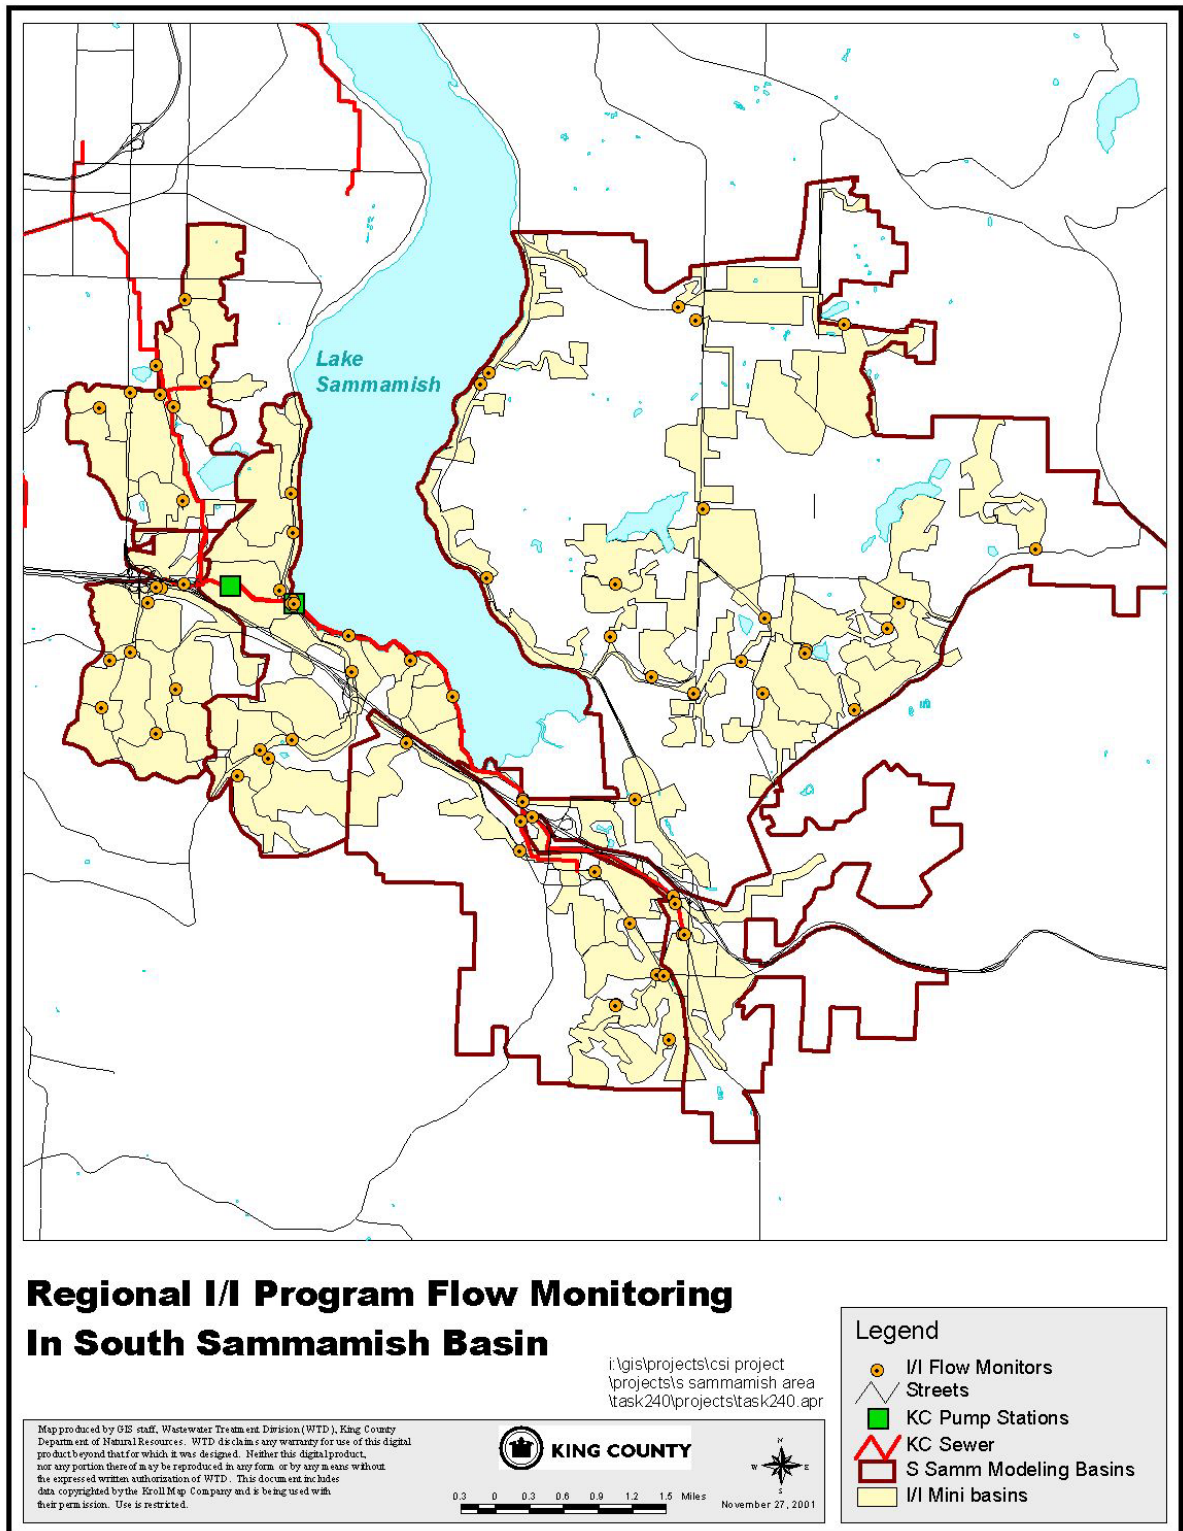 Lake
Sammamish
Regional I/I Program Flow Monitoring
In South Sammamish Basin
i:\gis\projects\csi project
\projects\s sammamish area
\task240\projects\task240.apr
Map produced by GIS staff, Wastewater Treatment Division (WTD), King County
Department of Natural Resources. WTD disclaims any warranty for use of this digital
product beyond that for which it was designed. Neither this digital product,
nor any portion thereof may be reproduced in any form or by any means without
the expressed written authorization of WTD. This document includes
data copyrighted by the Kroll Map Company and is being used with
their permission. Use is restricted.
KING COUNTY
0.3 0 0.3 0.6 0.9 1.2 1.5 Miles
N
W E
S
November 27, 2001
Legend
I/I Flow Monitors
Streets
KC Pump Stations
KC Sewer
S Samm Modeling Basins
I/I Mini basins